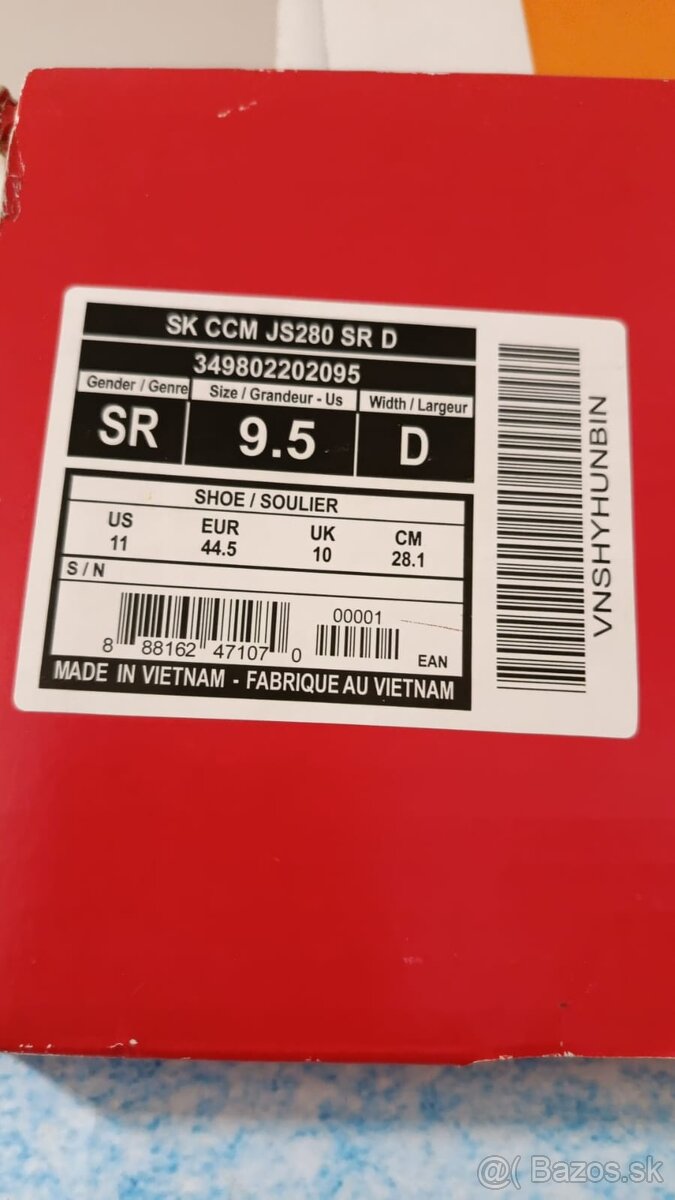 SK CCM JS280 SR D
349802202095
Gender / Genre Size / Grandeur - Us Width / Largeur
SR 9.5 D
SHOE / SOULIER
US EUR UK CM
11 44.5 10 28.1
S / N
00001
8 88162 47107 0 EAN
MADE IN VIETNAM - FABRIQUE AU VIETNAM
VNSHYHUNBIN
@( Bazos.sk